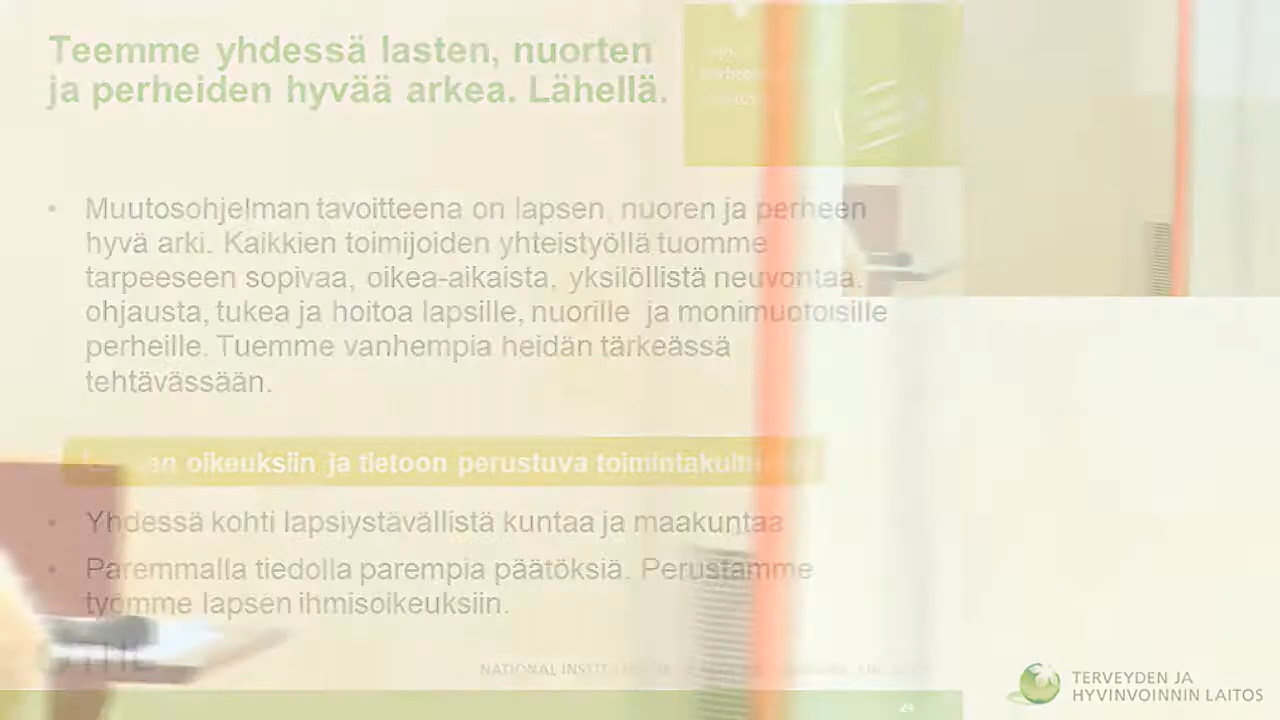 Teemme yhdessä lasten, nuorten
ja perheiden hyvää arkea. Lähellä.
• Muutosohjelman tavoitteena on lapsen, nuoren ja perheen
hyvä arki. Kaikkien toimijoiden yhteistyöllä tuomme
tarpeeseen sopivaa, oikea-aikaista, yksilöllistä neuvontaa,
ohjausta, tukea ja hoitoa lapsille, nuorille ja monimuotoisille
perheille. Tuemme vanhempia heidän tärkeässä
tehtävässään.
oikeuksiin ja tietoon perustuva
• Yhdessä kohti lapsiystävällistä kuntaa ja maakuntaa
• Paremmalla tiedolla parempia päätöksiä. Perustamme
työmme lapsen ihmisoikeuksiin.
THL
NATIONAL
24
TERVEYDEN JA
HYVINVOINNIN LAITOS